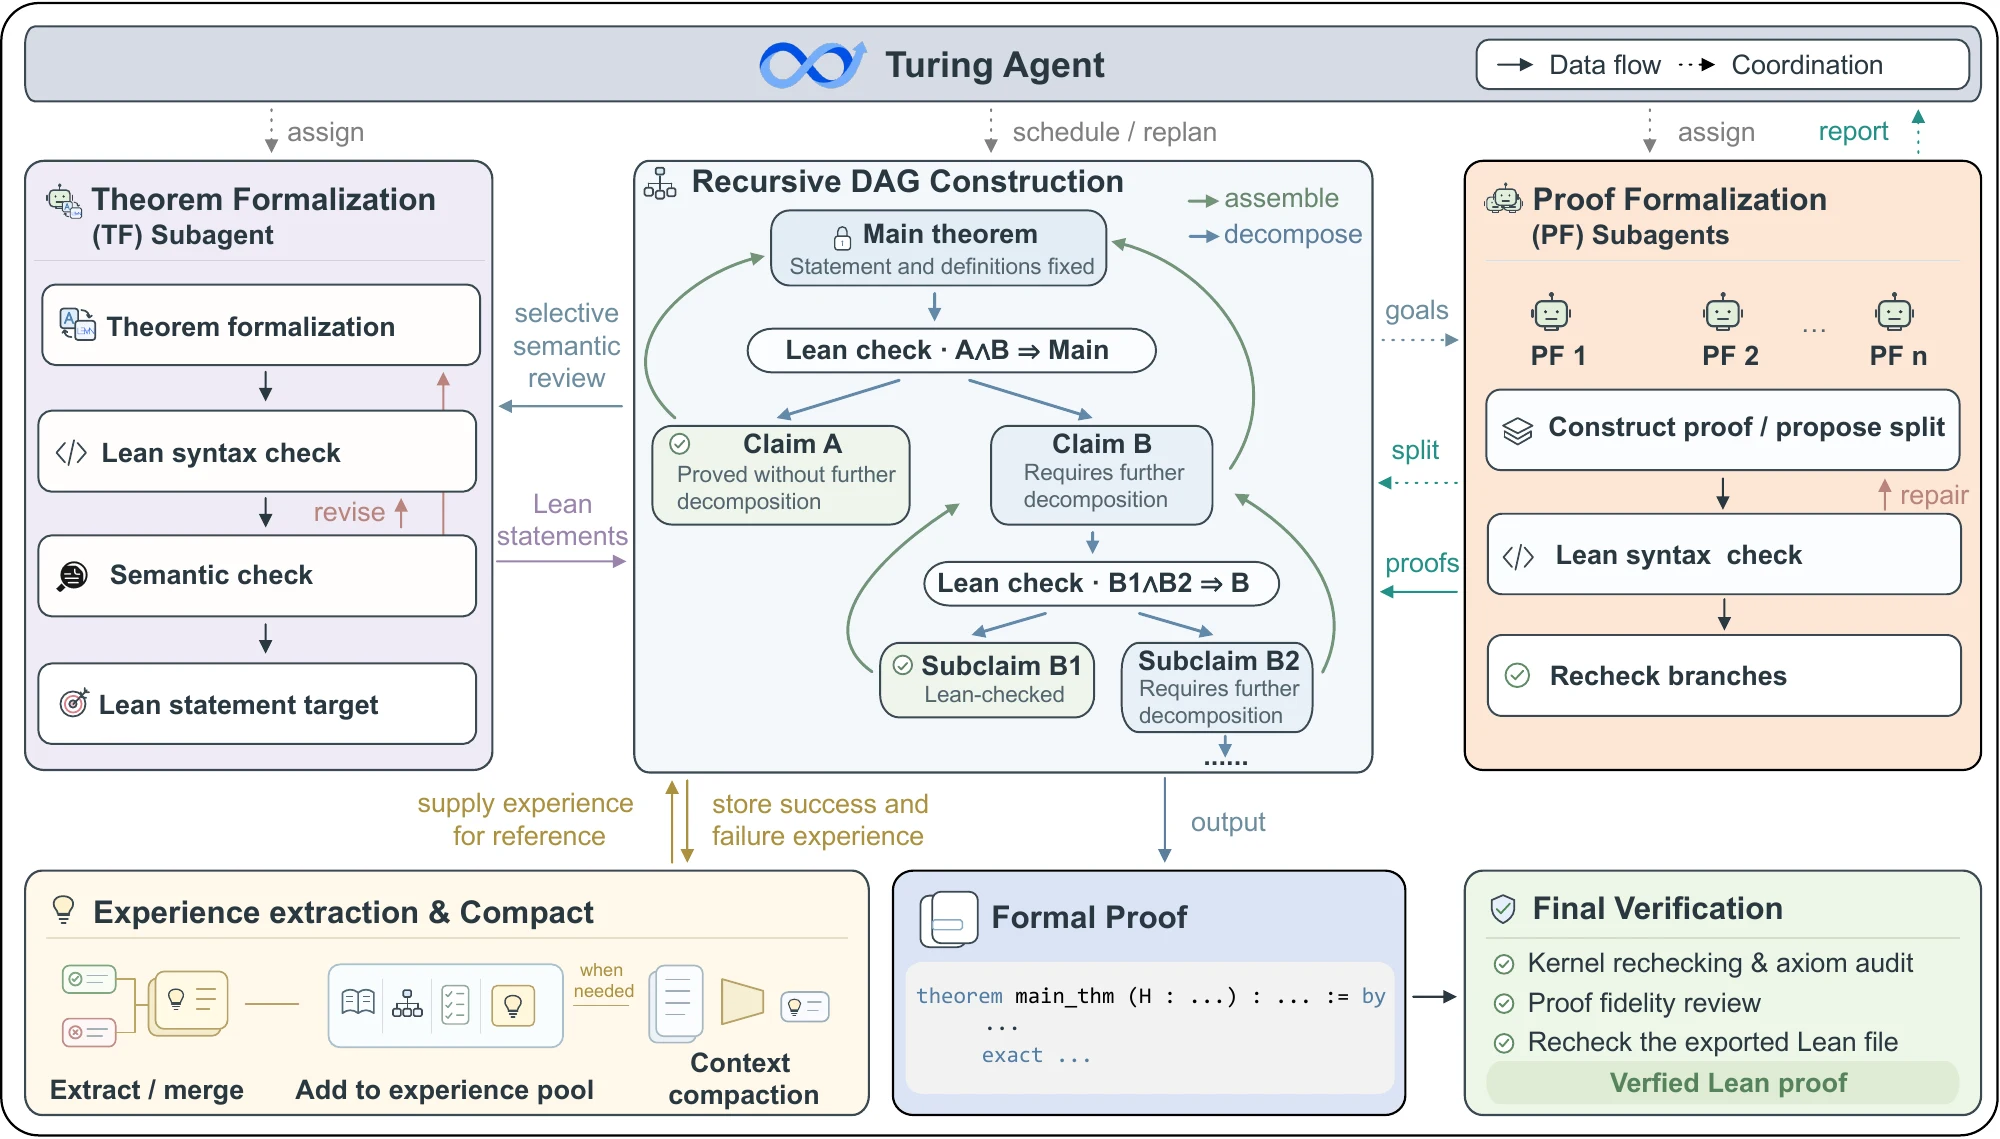 Turing Agent
Data flow
Coordination
assign
schedule / replan
assign
report
Theorem Formalization
(TF) Subagent
Theorem formalization
Lean syntax check
revise
Semantic check
Lean statement target
selective
semantic
review
Lean
statements
Recursive DAG Construction
assemble
decompose
Main theorem
Statement and definitions fixed
Lean check · A∧B ⇒ Main
Claim A
Proved without further
decomposition
Claim B
Requires further
decomposition
Lean check · B1∧B2 ⇒ B
Subclaim B1
Lean-checked
Subclaim B2
Requires further
decomposition
......
goals
split
proofs
Proof Formalization
(PF) Subagents
PF 1
PF 2
...
PF n
Construct proof / propose split
repair
Lean syntax check
Recheck branches
supply experience
for reference
store success and
failure experience
output
Experience extraction & Compact
when
needed
Extract / merge
Add to experience pool
Context
compaction
Formal Proof
theorem main_thm (H : ...) : ... := by
...
exact ...
Final Verification
Kernel rechecking & axiom audit
Proof fidelity review
Recheck the exported Lean file
Verfied Lean proof